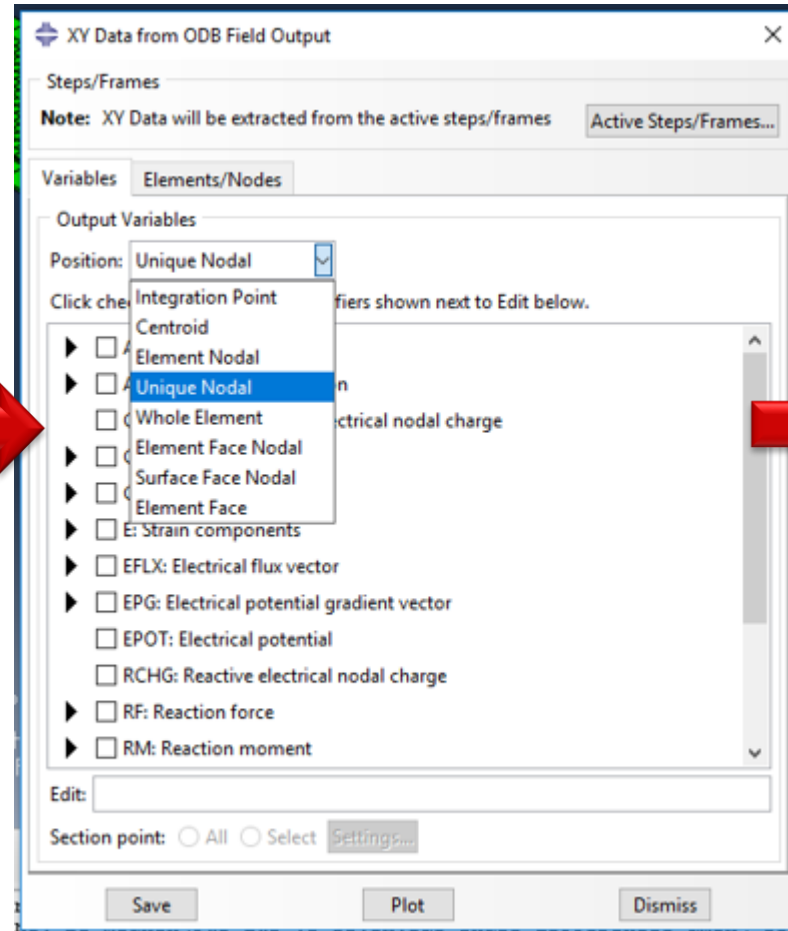 XY Data from ODB Field Output
Steps/Frames
Note: XY Data will be extracted from the active steps/frames Active Steps/Frames...
Variables Elements/Nodes
Output Variables
Position: Unique Nodal
Click che fiers shown next to Edit below.
Integration Point
Centroid
Element Nodal
Unique Nodal n
Whole Element ctrical nodal charge
Element Face Nodal
Surface Face Nodal
Element Face
E: Strain components
EFLX: Electrical flux vector
EPG: Electrical potential gradient vector
EPOT: Electrical potential
RCHG: Reactive electrical nodal charge
RF: Reaction force
RM: Reaction moment
Edit:
Section point: All Select Settings...
Save Plot Dismiss